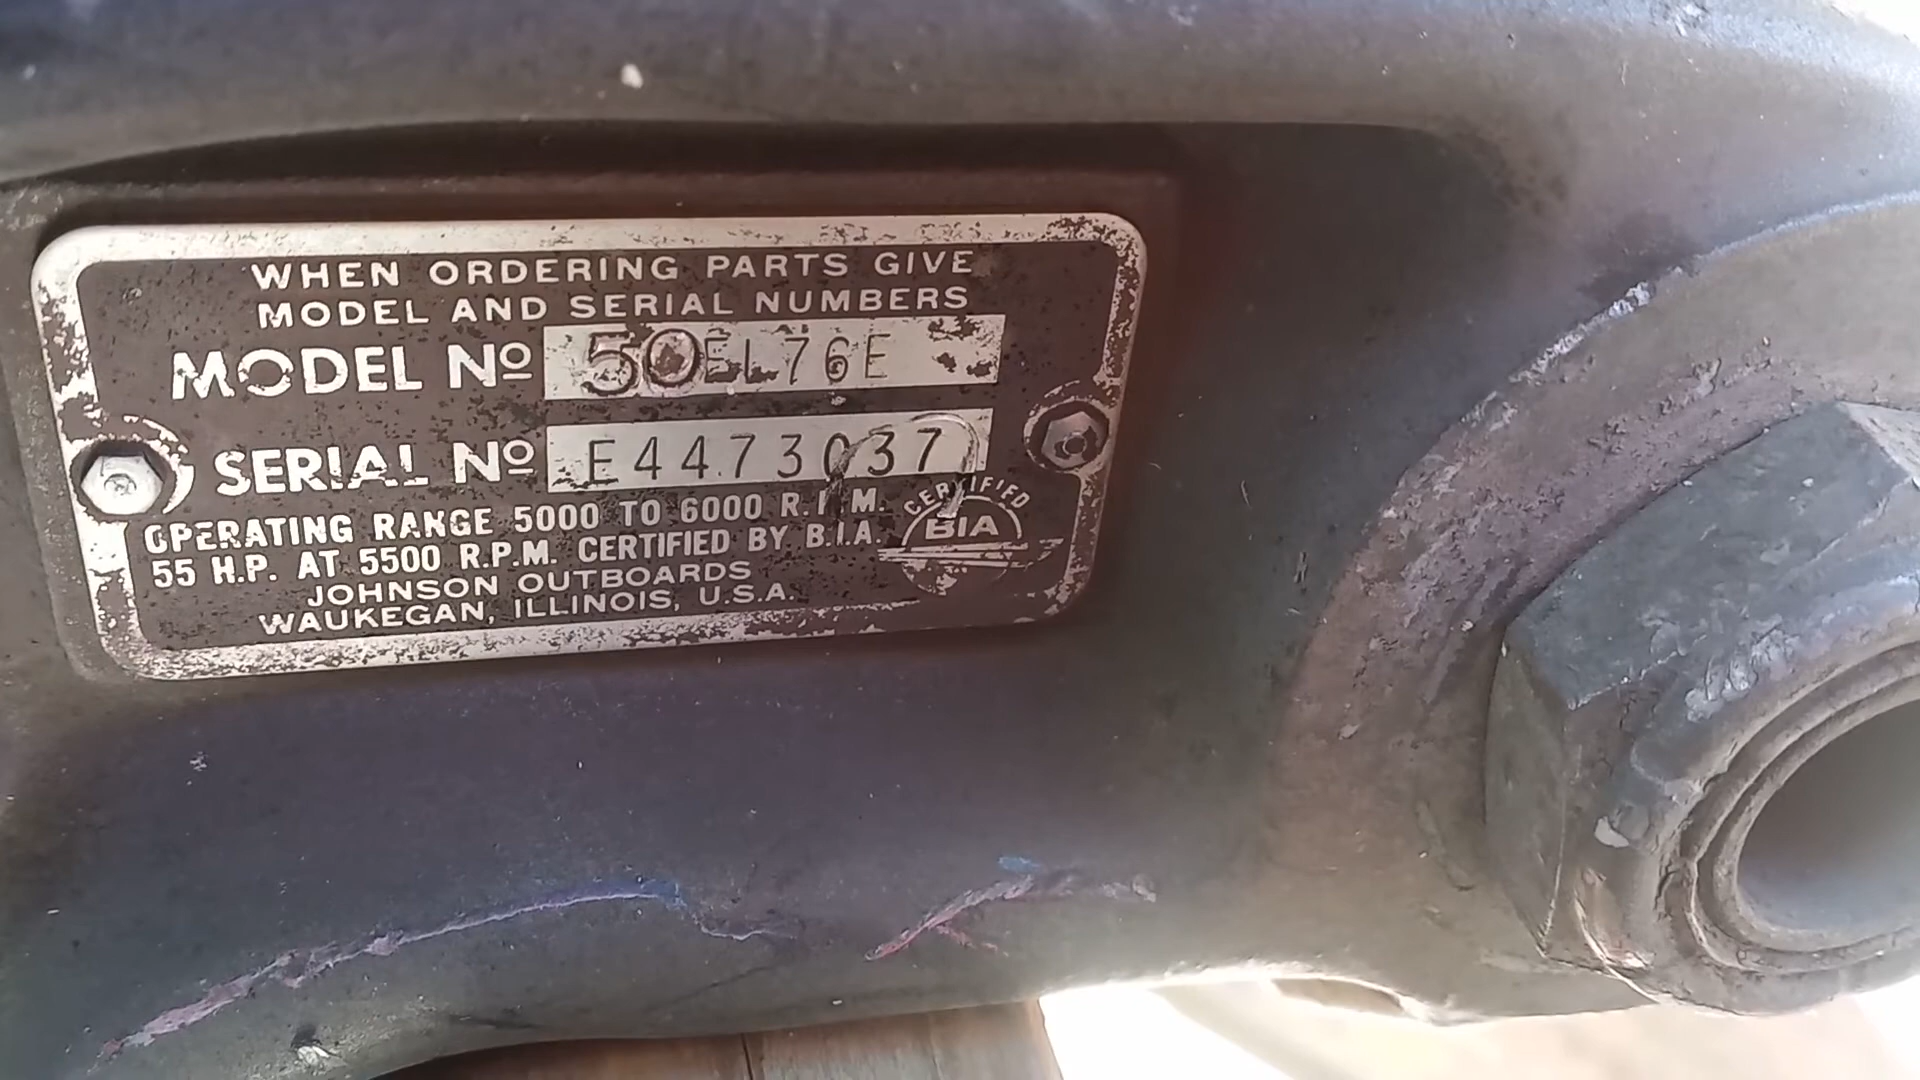 WHEN ORDERING PARTS GIVE
MODEL AND SERIAL NUMBERS
MODEL Nº 50EL76E
SERIAL Nº E4473037
OPERATING RANGE 5000 TO 6000 R.P.M.
55 H.P. AT 5500 R.P.M. CERTIFIED BY B.I.A.
JOHNSON OUTBOARDS
WAUKEGAN, ILLINOIS, U.S.A.
CERTIFIED
BIA